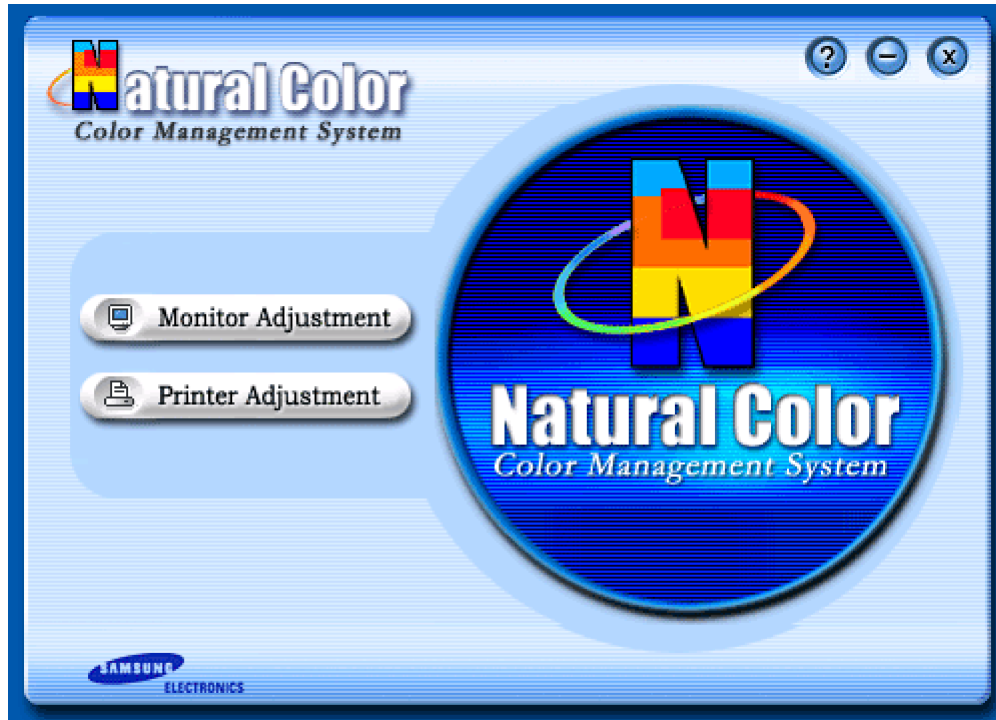 Natural Color
Color Management System
?
x
Monitor Adjustment
Printer Adjustment
N
Natural Color
Color Management System
SAMSUNG
ELECTRONICS